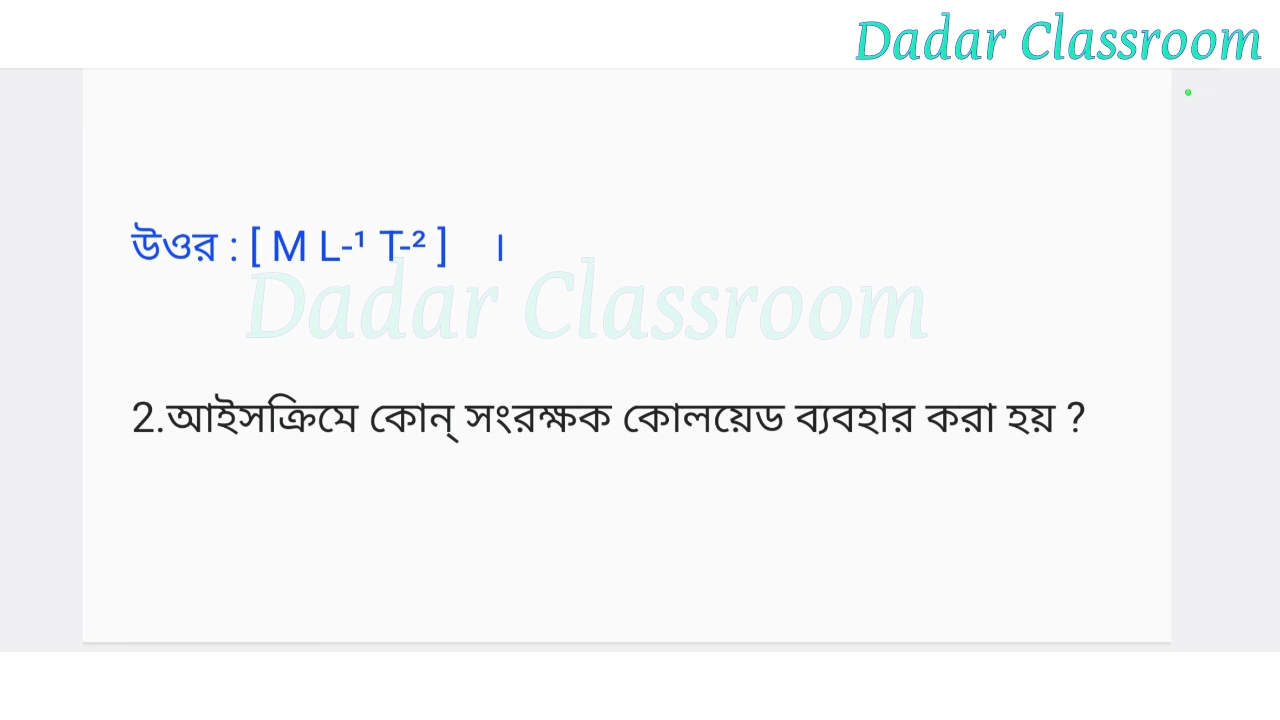 Dadar Classroom
উওর : [ M L-¹ T-² ] ।
Dadar Classroom
2.আইসক্রিমে কোন্ সংরক্ষক কোলয়েড ব্যবহার করা হয় ?